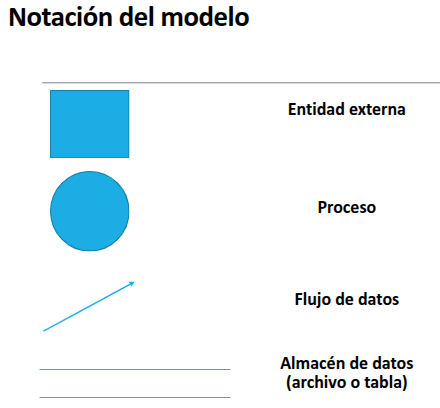 Notación del modelo
Entidad externa
Proceso
Flujo de datos
Almacén de datos
(archivo o tabla)